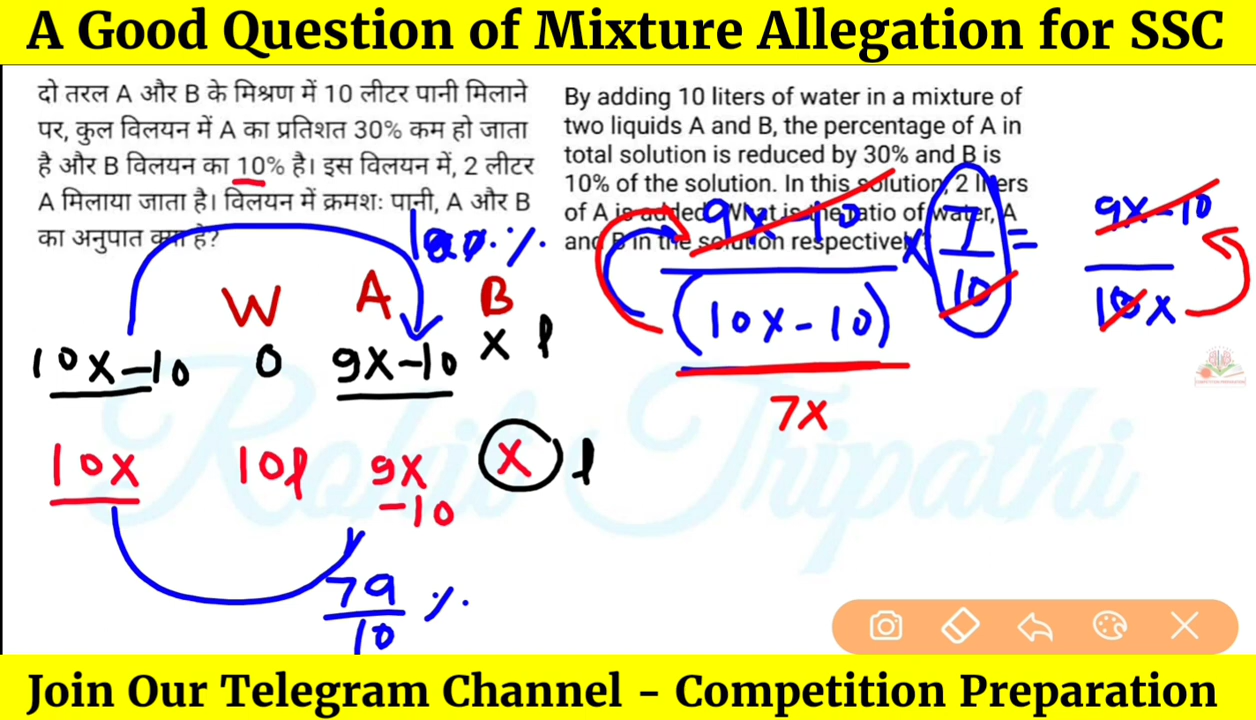 A Good Question of Mixture Allegation for SSC
दो तरल A और B के मिश्रण में 10 लीटर पानी मिलाने
पर, कुल विलयन में A का प्रतिशत 30% कम हो जाता
है और B विलयन का 10% है। इस विलयन में, 2 लीटर
A मिलाया जाता है। विलयन में क्रमशः पानी, A और B
का अनुपात क्या है?
By adding 10 liters of water in a mixture of
two liquids A and B, the percentage of A in
total solution is reduced by 30% and B is
10% of the solution. In this solution, 2 liters
of A is added. What is the ratio of water, A
and B in the solution respectively
100%
W A B
10x-10 0 9x-10 x l
10x 10l 9x-10 x l
79/10 %
9x-10/(10x-10) x 7/10 = 9x-10/10x
7x
Rohit Tripathi
Join Our Telegram Channel - Competition Preparation